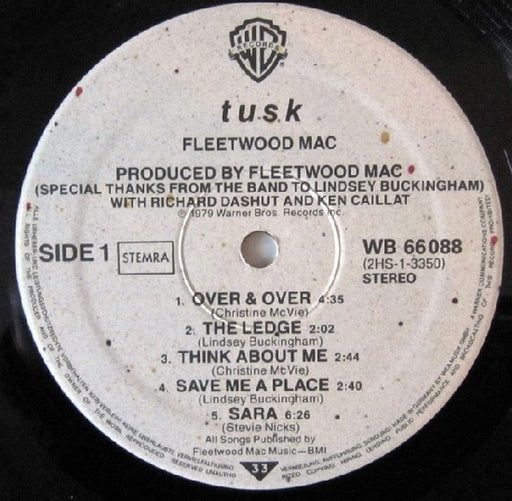 WB
RECORDS
tusk
FLEETWOOD MAC
PRODUCED BY FLEETWOOD MAC
(SPECIAL THANKS FROM THE BAND TO LINDSEY BUCKINGHAM)
WITH RICHARD DASHUT AND KEN CAILLAT
℗ 1979 Warner Bros. Records Inc.
SIDE 1
STEMRA
WB 66 088
(2HS-1-3350)
STEREO
1. OVER & OVER 4:35
(Christine McVie)
2. THE LEDGE 2:02
(Lindsey Buckingham)
3. THINK ABOUT ME 2:44
(Christine McVie)
4. SAVE ME A PLACE 2:40
(Lindsey Buckingham)
5. SARA 6:26
(Stevie Nicks)
All Songs Published by
Fleetwood Mac Music—BMI
33